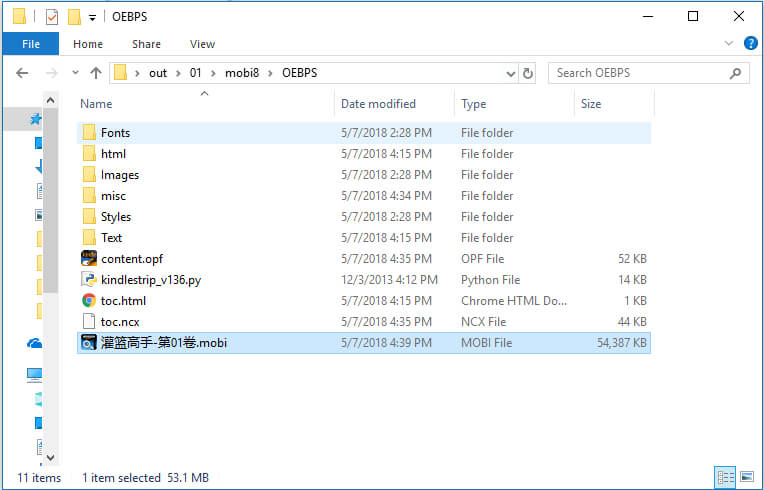 OEBPS
File Home Share View
out 01 mobi8 OEBPS Search OEBPS
Name Date modified Type Size
Fonts 5/7/2018 2:28 PM File folder
html 5/7/2018 4:15 PM File folder
Images 5/7/2018 2:28 PM File folder
misc 5/7/2018 4:34 PM File folder
Styles 5/7/2018 2:28 PM File folder
Text 5/7/2018 4:15 PM File folder
content.opf 5/7/2018 4:35 PM OPF File 52 KB
kindlestrip_v136.py 12/3/2013 4:12 PM Python File 14 KB
toc.html 5/7/2018 4:15 PM Chrome HTML Do... 1 KB
toc.ncx 5/7/2018 4:35 PM NCX File 44 KB
灌篮高手-第01卷.mobi 5/7/2018 4:39 PM MOBI File 54,387 KB
11 items 1 item selected 53.1 MB